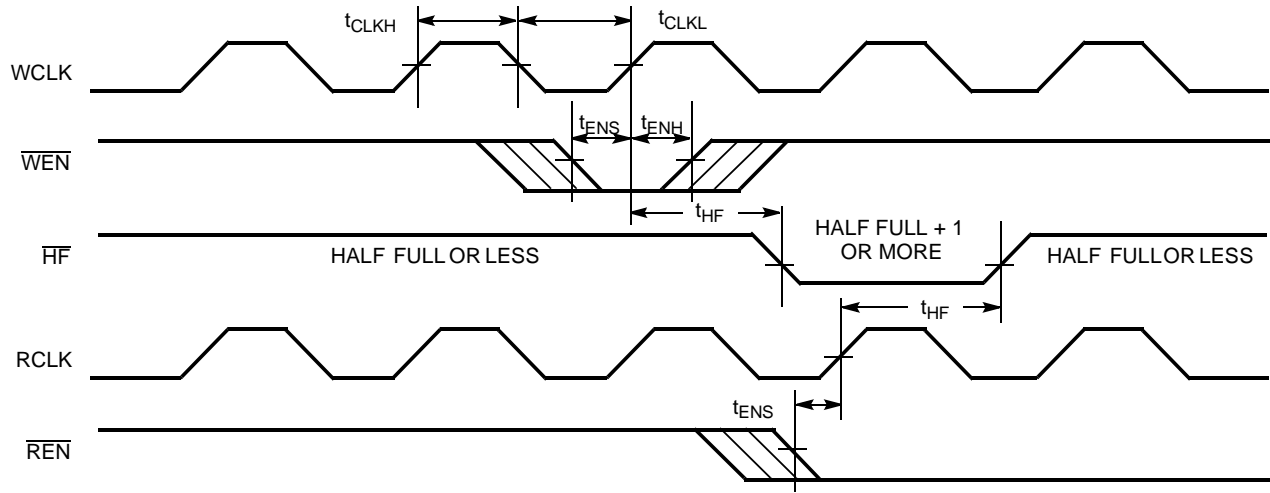 tCLKH
tCLKL
WCLK
tENS
tENH
WEN
tHF
HF
HALF FULL OR LESS
HALF FULL + 1
OR MORE
HALF FULL OR LESS
tHF
RCLK
tENS
REN